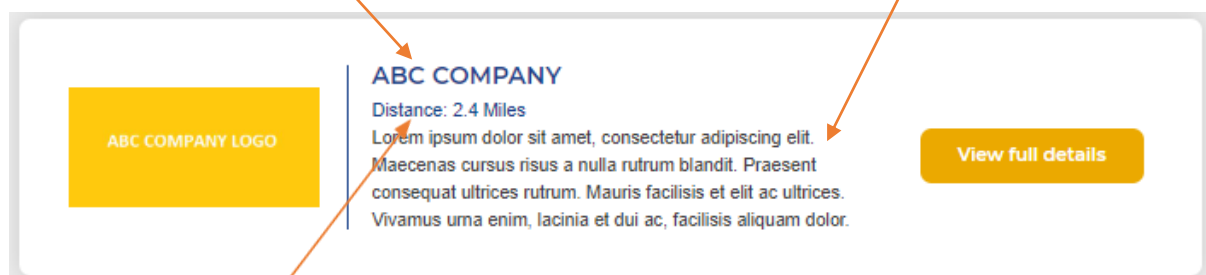 ABC COMPANY LOGO
ABC COMPANY
Distance: 2.4 Miles
Lorem ipsum dolor sit amet, consectetur adipiscing elit.
Maecenas cursus risus a nulla rutrum blandit. Praesent
consequat ultrices rutrum. Mauris facilisis et elit ac ultrices.
Vivamus urna enim, lacinia et dui ac, facilisis aliquam dolor.
View full details